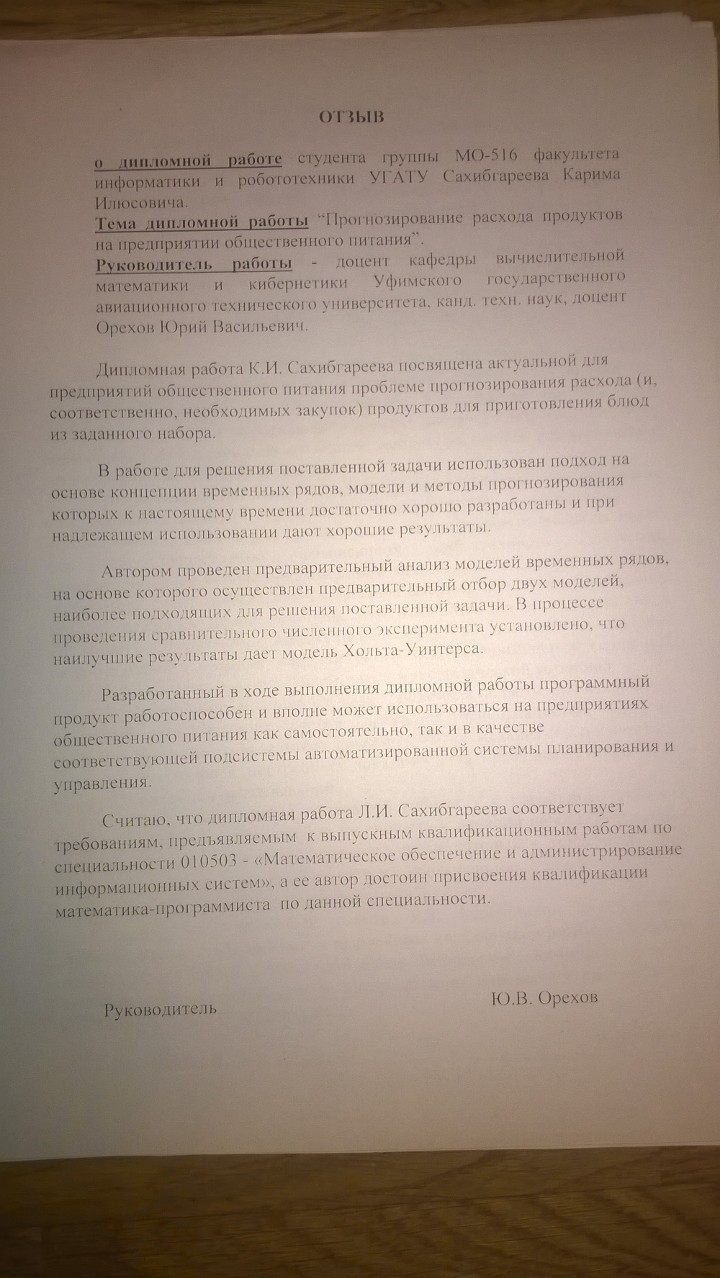 ОТЗЫВ
о дипломной работе студента группы МО-516 факультета
информатики и робототехники УГАТУ Сахибгареева Карима
Илюсовича.
Тема дипломной работы “Прогнозирование расхода продуктов
на предприятии общественного питания”.
Руководитель работы - доцент кафедры вычислительной
математики и кибернетики Уфимского государственного
авиационного технического университета, канд. техн. наук, доцент
Орехов Юрий Васильевич.
Дипломная работа К.И. Сахибгареева посвящена актуальной для
предприятий общественного питания проблеме прогнозирования расхода (и,
соответственно, необходимых закупок) продуктов для приготовления блюд
из заданного набора.
В работе для решения поставленной задачи использован подход на
основе концепции временных рядов, модели и методы прогнозирования
которых к настоящему времени достаточно хорошо разработаны и при
надлежащем использовании дают хорошие результаты.
Автором проведен предварительный анализ моделей временных рядов,
на основе которого осуществлен предварительный отбор двух моделей,
наиболее подходящих для решения поставленной задачи. В процессе
проведения сравнительного численного эксперимента установлено, что
наилучшие результаты дает модель Хольта-Уинтерса.
Разработанный в ходе выполнения дипломной работы программный
продукт работоспособен и вполне может использоваться на предприятиях
общественного питания как самостоятельно, так и в качестве
соответствующей подсистемы автоматизированной системы планирования и
управления.
Считаю, что дипломная работа Л.И. Сахибгареева соответствует
требованиям, предъявляемым к выпускным квалификационным работам по
специальности 010503 - «Математическое обеспечение и администрирование
информационных систем», а ее автор достоин присвоения квалификации
математика-программиста по данной специальности.
Руководитель Ю.В. Орехов